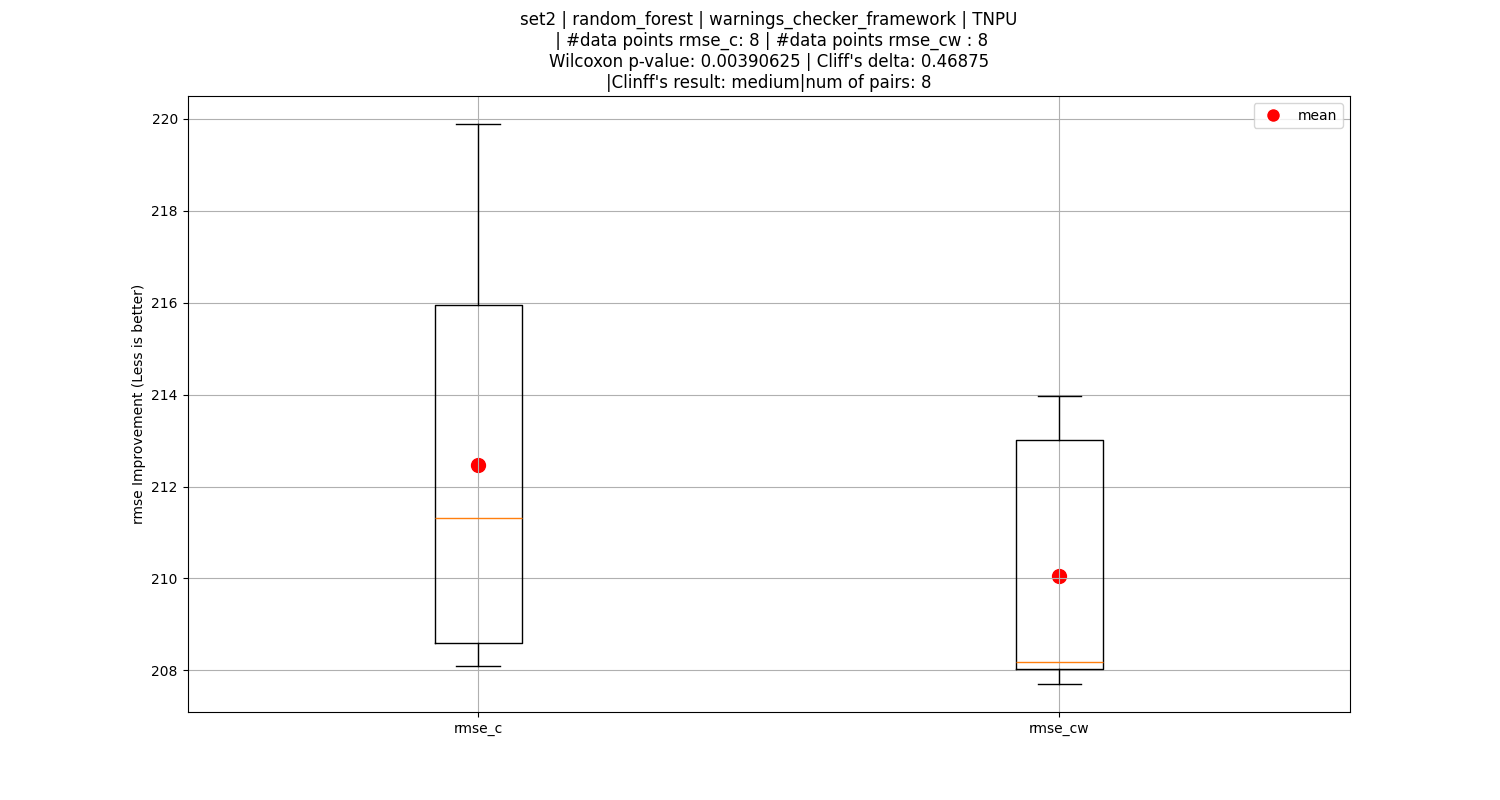 set2 | random_forest | warnings_checker_framework | TNPU
| #data points rmse_c: 8 | #data points rmse_cw : 8
Wilcoxon p-value: 0.00390625 | Cliff's delta: 0.46875
|Clinff's result: medium|num of pairs: 8
mean
rmse Improvement (Less is better)
220
218
216
214
212
210
208
rmse_c
rmse_cw